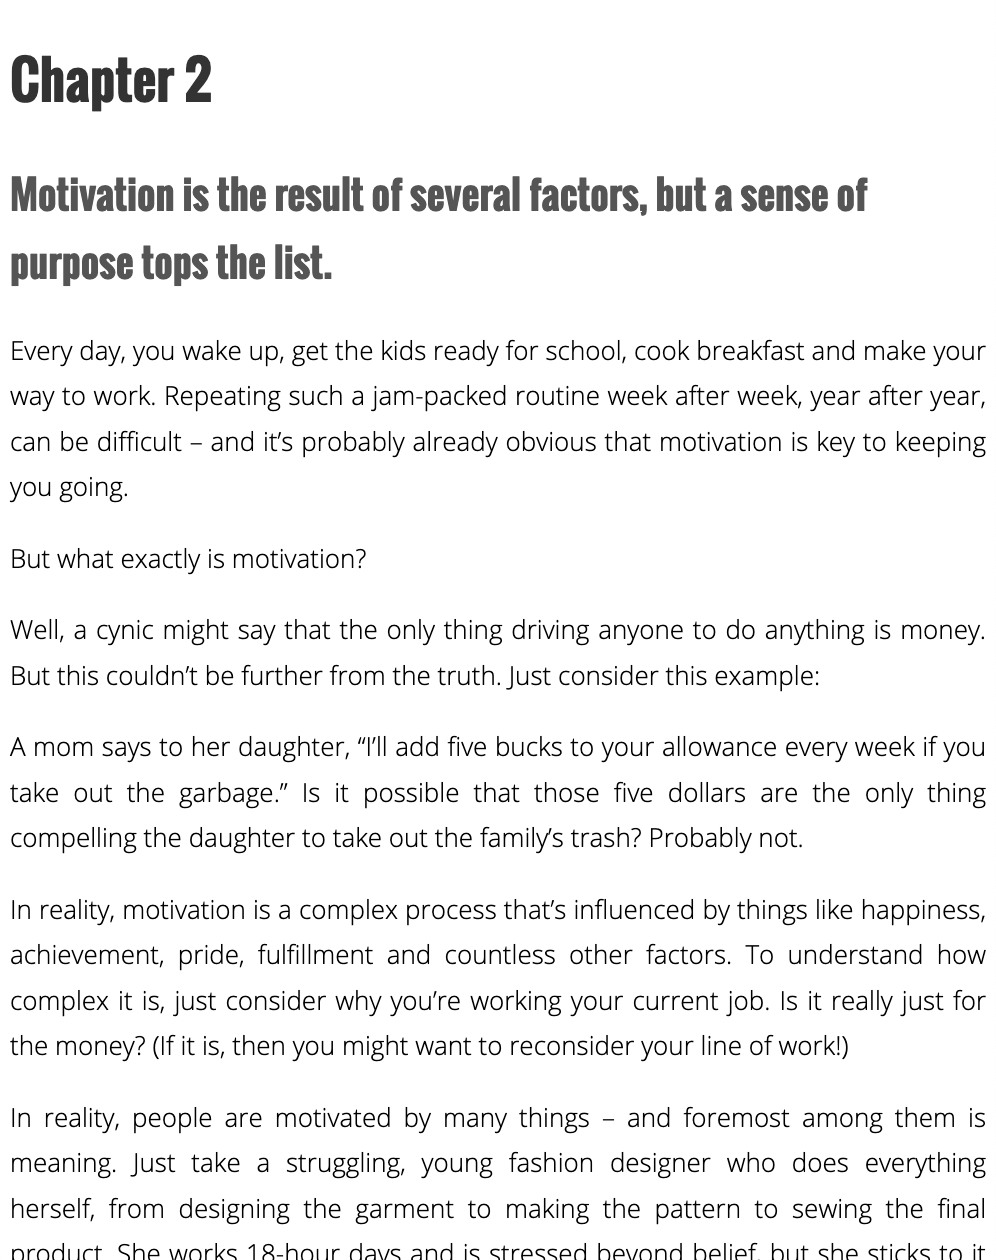 Chapter 2
Motivation is the result of several factors, but a sense of
purpose tops the list.
Every day, you wake up, get the kids ready for school, cook breakfast and make your
way to work. Repeating such a jam-packed routine week after week, year after year,
can be difficult – and it’s probably already obvious that motivation is key to keeping
you going.
But what exactly is motivation?
Well, a cynic might say that the only thing driving anyone to do anything is money.
But this couldn’t be further from the truth. Just consider this example:
A mom says to her daughter, “I’ll add five bucks to your allowance every week if you
take out the garbage.” Is it possible that those five dollars are the only thing
compelling the daughter to take out the family’s trash? Probably not.
In reality, motivation is a complex process that’s influenced by things like happiness,
achievement, pride, fulfillment and countless other factors. To understand how
complex it is, just consider why you’re working your current job. Is it really just for
the money? (If it is, then you might want to reconsider your line of work!)
In reality, people are motivated by many things – and foremost among them is
meaning. Just take a struggling, young fashion designer who does everything
herself, from designing the garment to making the pattern to sewing the final
product. She works 18-hour days and is stressed beyond belief, but she sticks to it